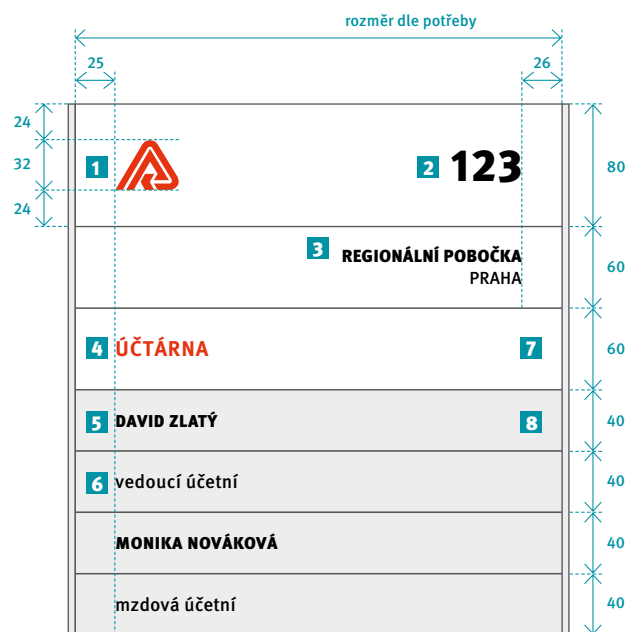 rozměr dle potřeby
25
26
24
32
24
80
1
2
123
3
REGIONÁLNÍ POBOČKA
PRAHA
60
4
ÚČTÁRNA
7
60
5
DAVID ZLATÝ
8
40
6
vedoucí účetní
40
MONIKA NOVÁKOVÁ
40
mzdová účetní
40